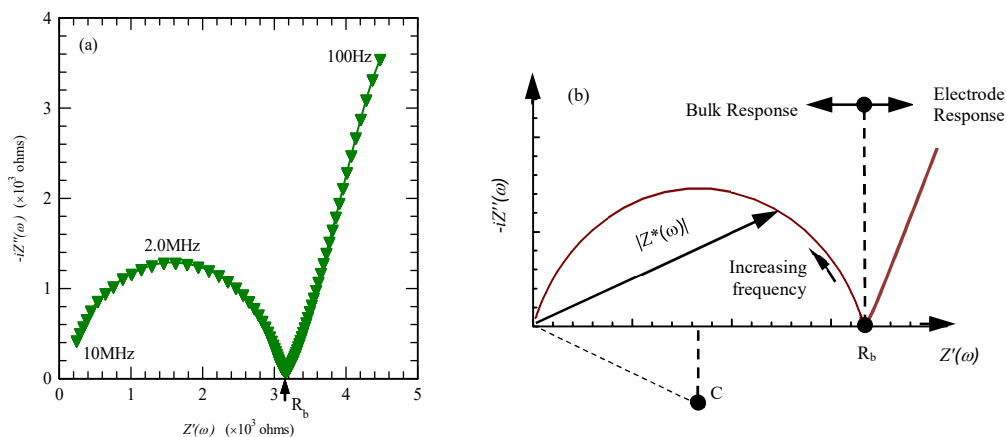 (a)
4
3
2
1
0
-iZ″(ω) (×10³ ohms)
100Hz
2.0MHz
10MHz
R_b
0
1
2
3
4
5
Z′(ω) (×10³ ohms)
(b)
Bulk Response
Electrode
Response
-iZ″(ω)
|Z*(ω)|
Increasing
frequency
R_b
Z′(ω)
C